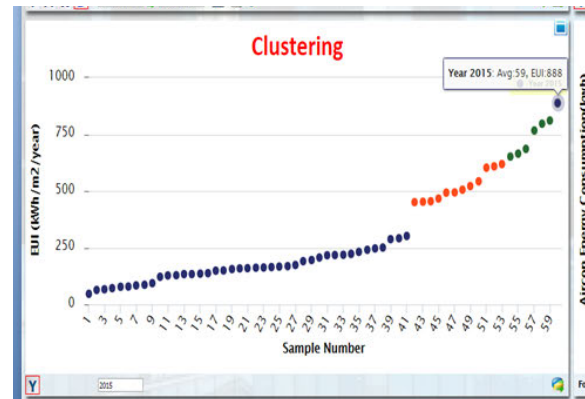 Clustering
Year 2015: Avg:59, EUI:888
Year 2015
1000
750
500
250
0
EUI (kWh/m2/year)
1 3 5 7 9 11 13 15 17 19 21 23 25 27 29 31 33 35 37 39 41 43 45 47 49 51 53 55 57 59
Sample Number
Y
2015